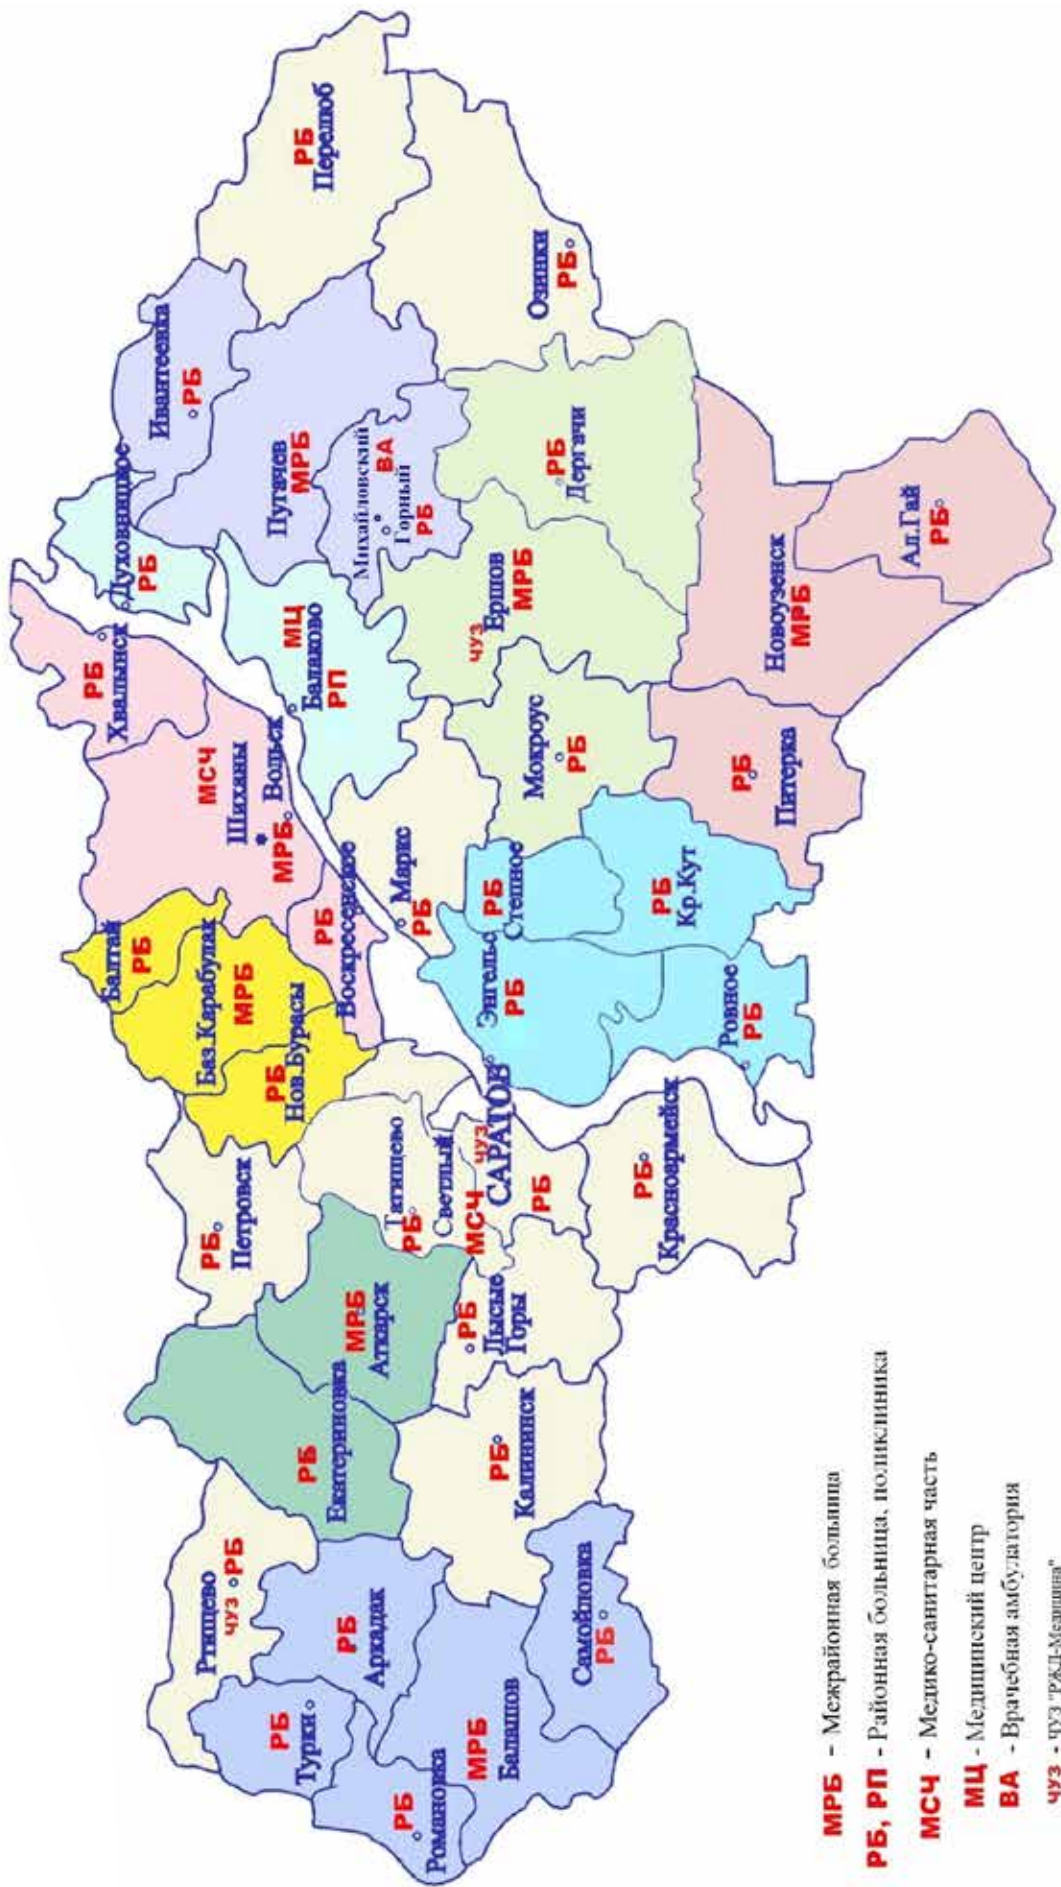 РБ
Перелюб
Ивантеевка
РБ
Духовницкое
РБ
РБ
Хвалынск
Пугачев
МРБ
Михайловский
ВА
Горный
РБ
Озинки
РБ
РБ
Дергачи
ЧУЗ
Ершов
МРБ
МЦ
Балаково
РП
МСЧ
Шиханы
Вольск
МРБ
Балтай
РБ
Баз.Карабулак
МРБ
РБ
Нов.Бурасы
РБ
Воскресенское
Маркс
РБ
Мокроус
РБ
Новоузенск
МРБ
Ал.Гай
РБ
РБ
Питерка
РБ
Степное
РБ
Кр.Кут
Энгельс
РБ
Ровное
РБ
РБ
Петровск
Татищево
РБ
Светлый
МСЧ
ЧУЗ
САРАТОВ
РБ
РБ
Красноармейск
МРБ
Аткарск
РБ
Екатериновка
РБ
Лысые
Горы
РБ
Калининск
Ртищево
ЧУЗ РБ
РБ
Аркадак
РБ
Турки
РБ
Романовка
МРБ
Балашов
Самойловка
РБ
МРБ - Межрайонная больница
РБ, РП - Районная больница, поликлиника
МСЧ - Медико-санитарная часть
МЦ - Медицинский центр
ВА - Врачебная амбулатория
ЧУЗ - ЧУЗ "РЖД-Медицина"